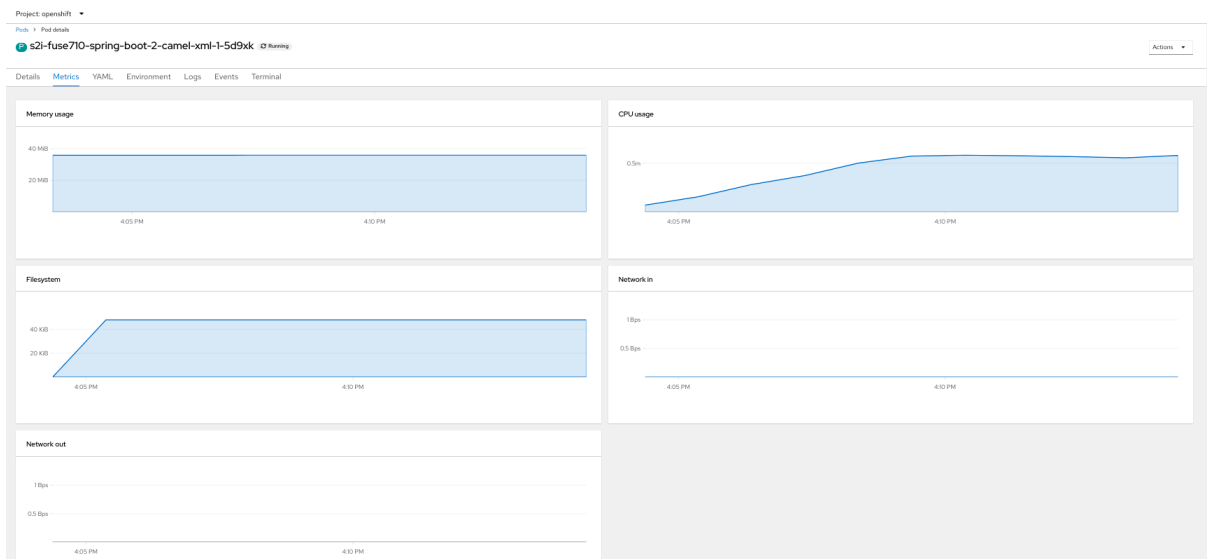 Project: openshift
Pods > Pod details
P s2i-fuse710-spring-boot-2-camel-xml-1-5d9xk Running
Actions
Details Metrics YAML Environment Logs Events Terminal
Memory usage
40 MiB
20 MiB
4:05 PM 4:10 PM
CPU usage
0.5m
4:05 PM 4:10 PM
Filesystem
40 KiB
20 KiB
4:05 PM 4:10 PM
Network in
1 Bps
0.5 Bps
4:05 PM 4:10 PM
Network out
1 Bps
0.5 Bps
4:05 PM 4:10 PM